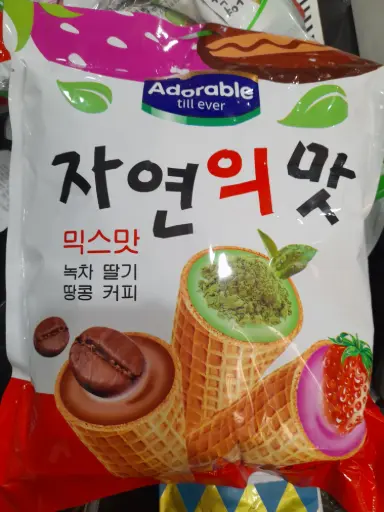 Adorable
till ever
자연의맛
믹스맛
녹차 딸기
땅콩 커피